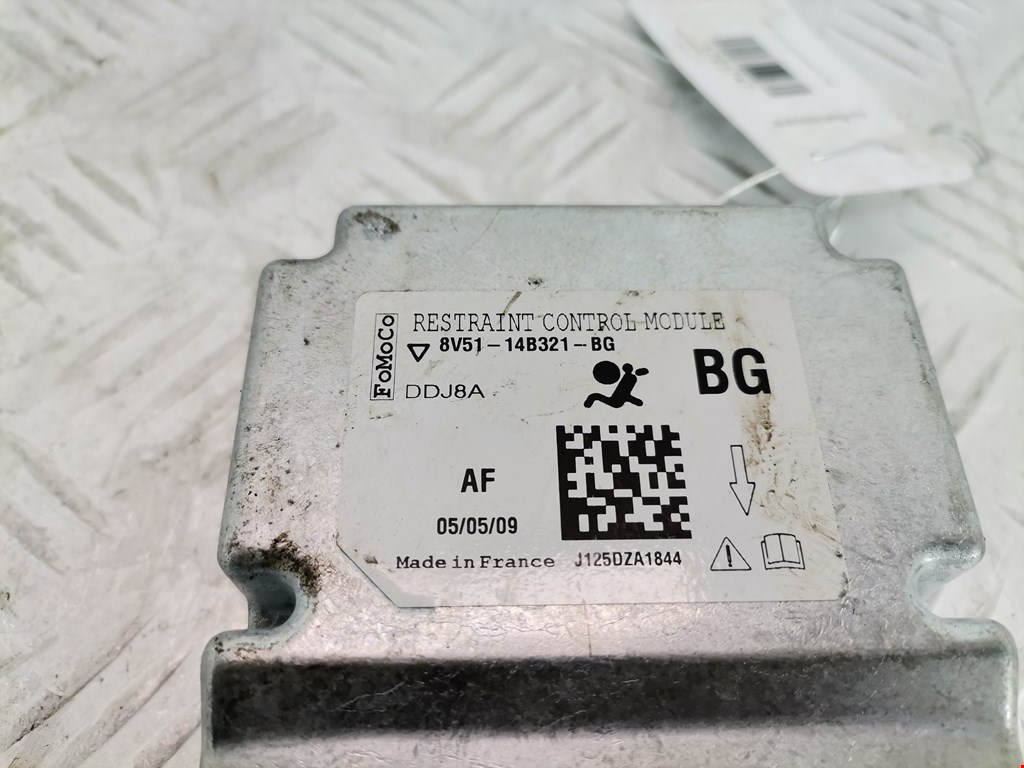 FoMoCo
RESTRAINT CONTROL MODULE
8V51-14B321-BG
DDJ8A
BG
AF
05/05/09
Made in France J125DZA1844